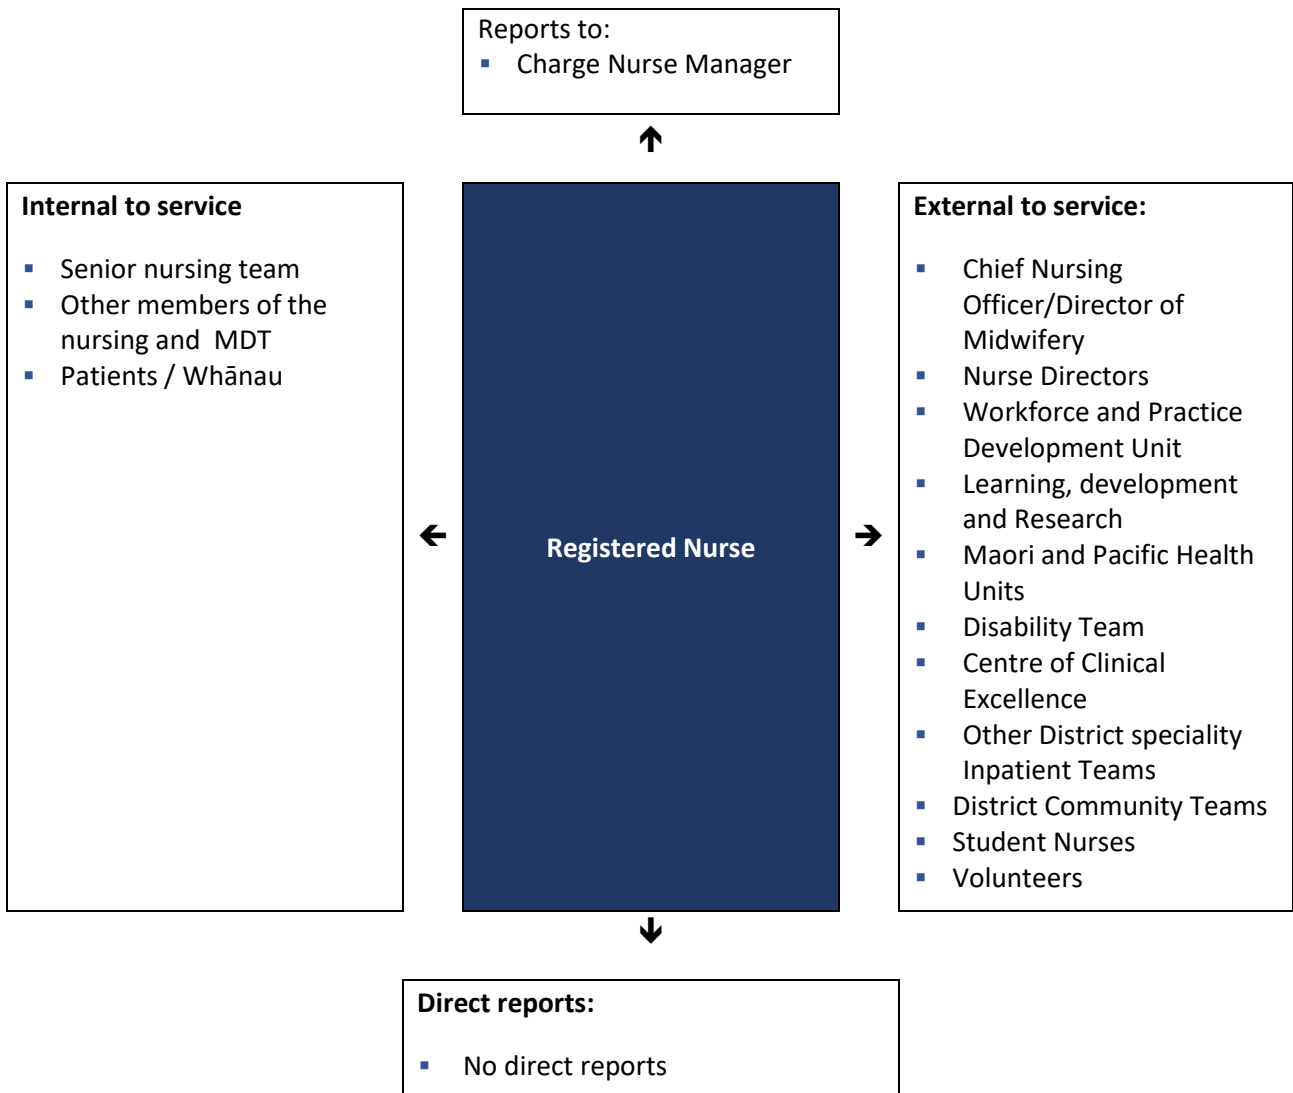 Reports to:
▪ Charge Nurse Manager
↑
Internal to service
▪ Senior nursing team
▪ Other members of the
nursing and  MDT
▪ Patients / Whānau
←
Registered Nurse
→
External to service:
▪ Chief Nursing
Officer/Director of
Midwifery
▪ Nurse Directors
▪ Workforce and Practice
Development Unit
▪ Learning, development
and Research
▪ Maori and Pacific Health
Units
▪ Disability Team
▪ Centre of Clinical
Excellence
▪ Other District speciality
Inpatient Teams
▪ District Community Teams
▪ Student Nurses
▪ Volunteers
↓
Direct reports:
▪ No direct reports